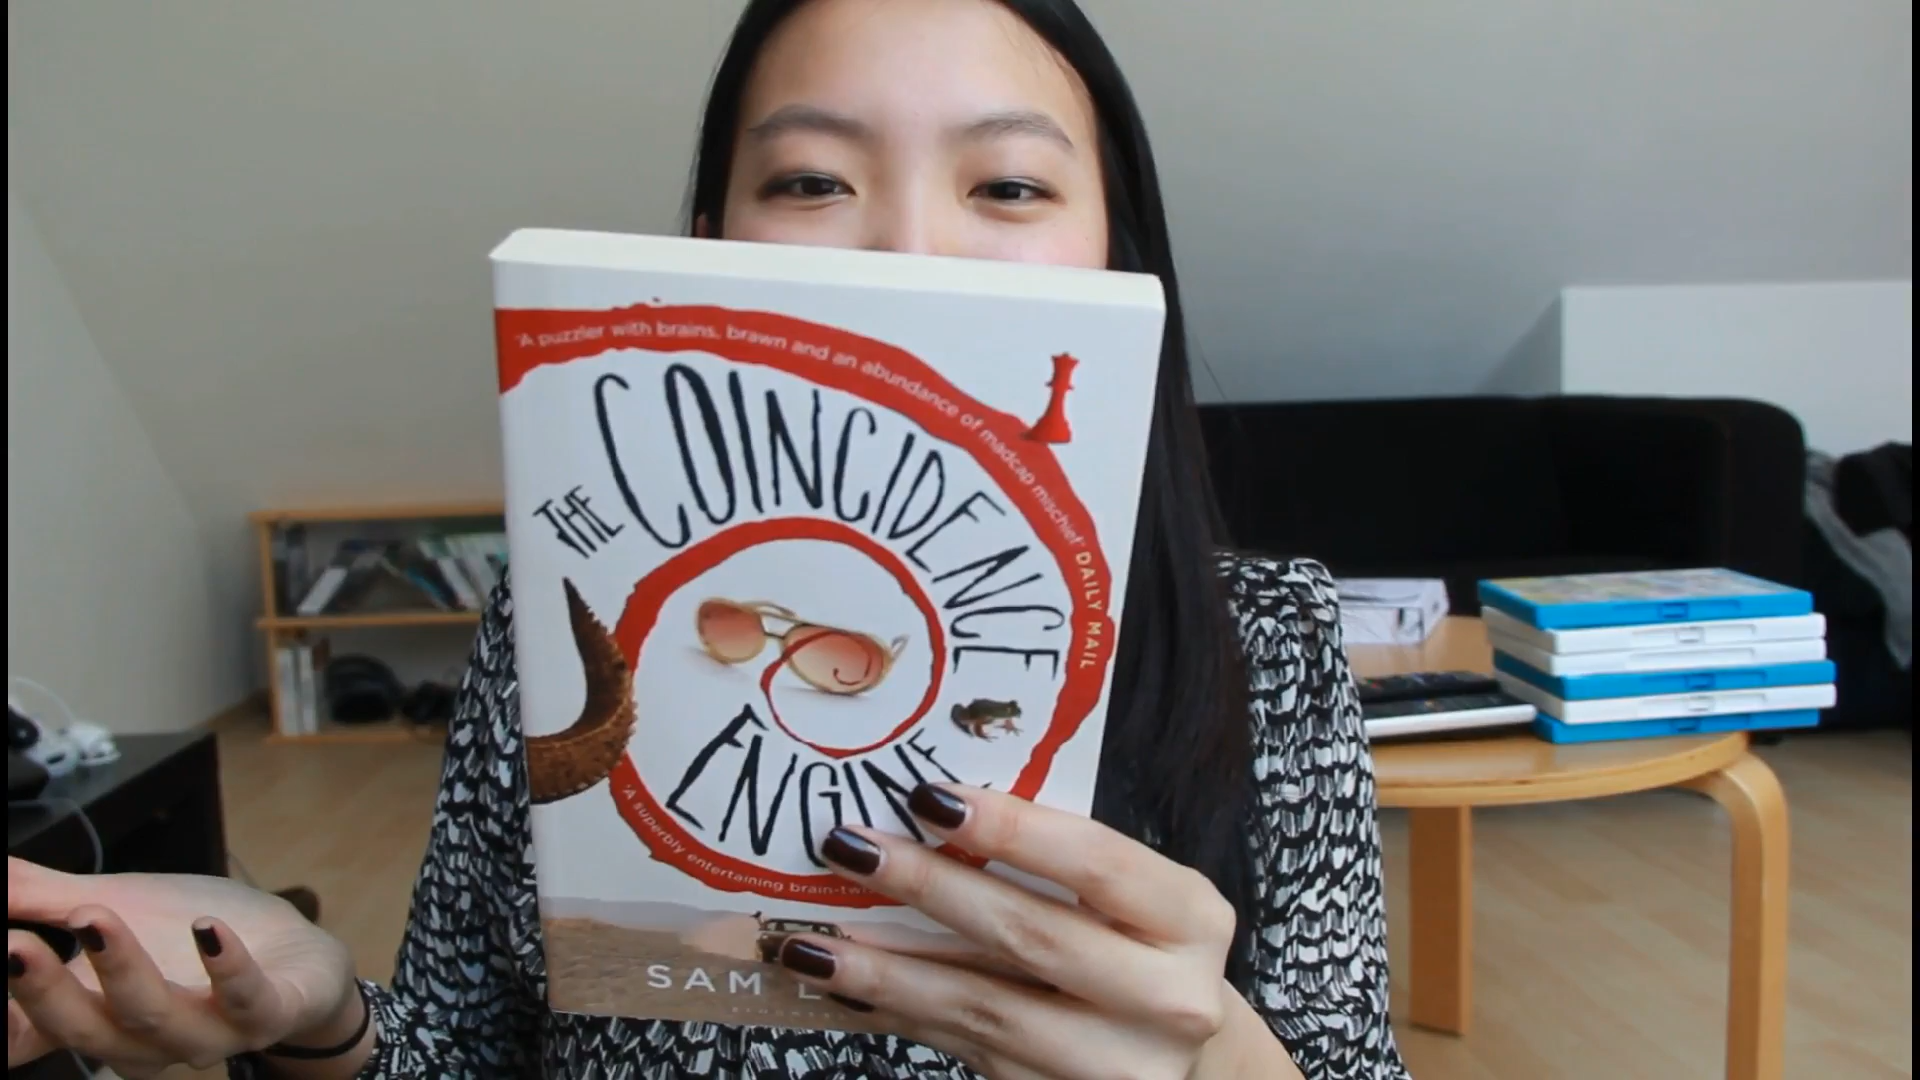 'A puzzler with brains, brawn and an abundance of madcap mischief' DAILY MAIL
THE COINCIDENCE
ENGINE
'A superbly entertaining
SAM